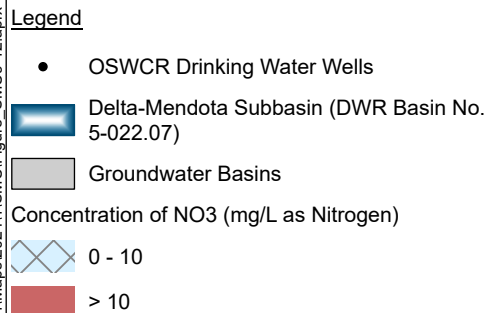 Legend
OSWCR Drinking Water Wells
Delta-Mendota Subbasin (DWR Basin No.
5-022.07)
Groundwater Basins
Concentration of NO3 (mg/L as Nitrogen)
0 - 10
> 10